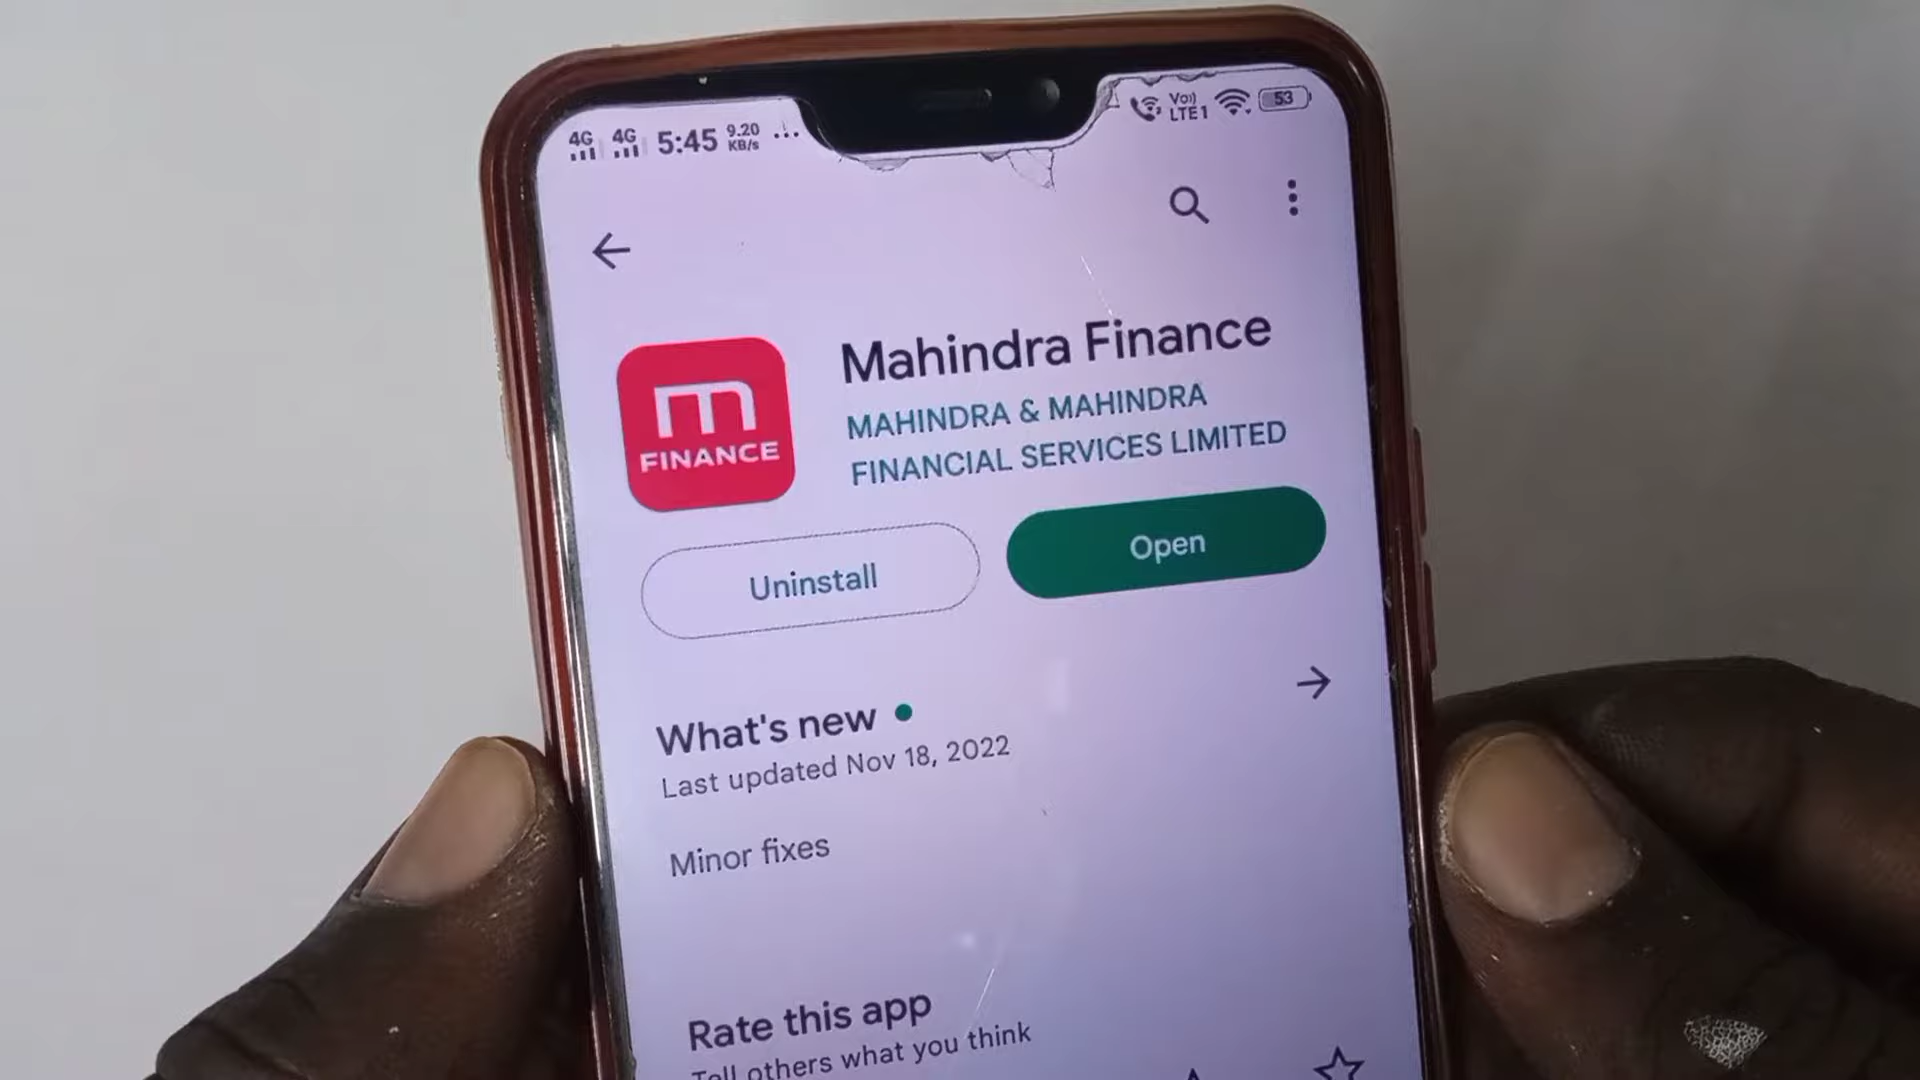 4G 4G 5:45 9.20 KB/s ...
Vo) LTE1 53
Mahindra Finance
MAHINDRA & MAHINDRA
FINANCIAL SERVICES LIMITED
m
FINANCE
Uninstall
Open
What's new
Last updated Nov 18, 2022
Minor fixes
Rate this app
Tell others what you think